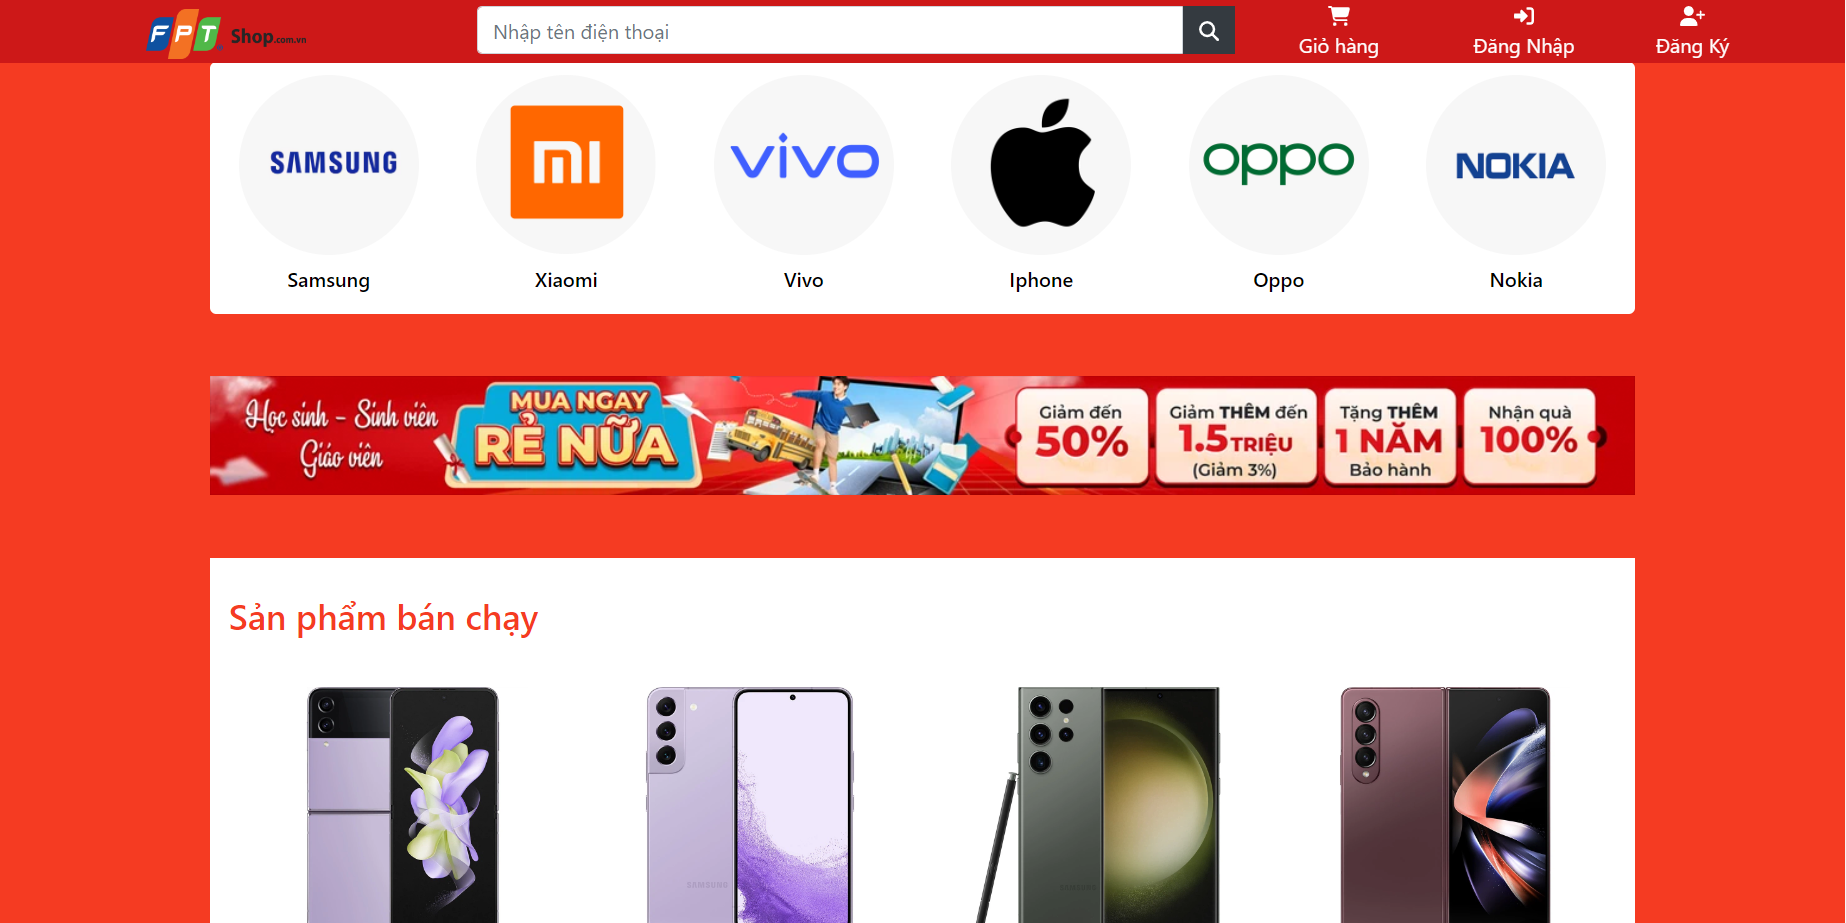 FPT Shop.com.vn
Nhập tên điện thoại
Giỏ hàng
Đăng Nhập
Đăng Ký
SAMSUNG
mi
vivo
oppo
NOKIA
Samsung
Xiaomi
Vivo
Iphone
Oppo
Nokia
Học sinh - Sinh viên
Giáo viên
MUA NGAY
RẺ NỮA
Giảm đến
50%
Giảm THÊM đến
1.5 TRIỆU
(Giảm 3%)
Tặng THÊM
1 NĂM
Bảo hành
Nhận quà
100%
Sản phẩm bán chạy
SAMSUNG
SAMSUNG